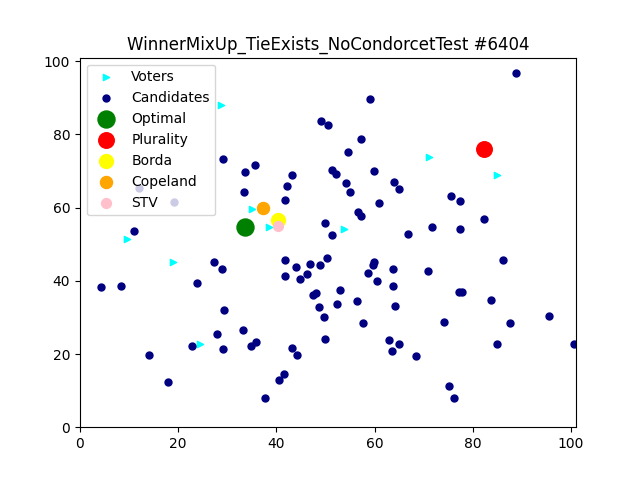 WinnerMixUp_TieExists_NoCondorcetTest #6404
100
80
60
40
20
0
0 20 40 60 80 100
Voters
Candidates
Optimal
Plurality
Borda
Copeland
STV